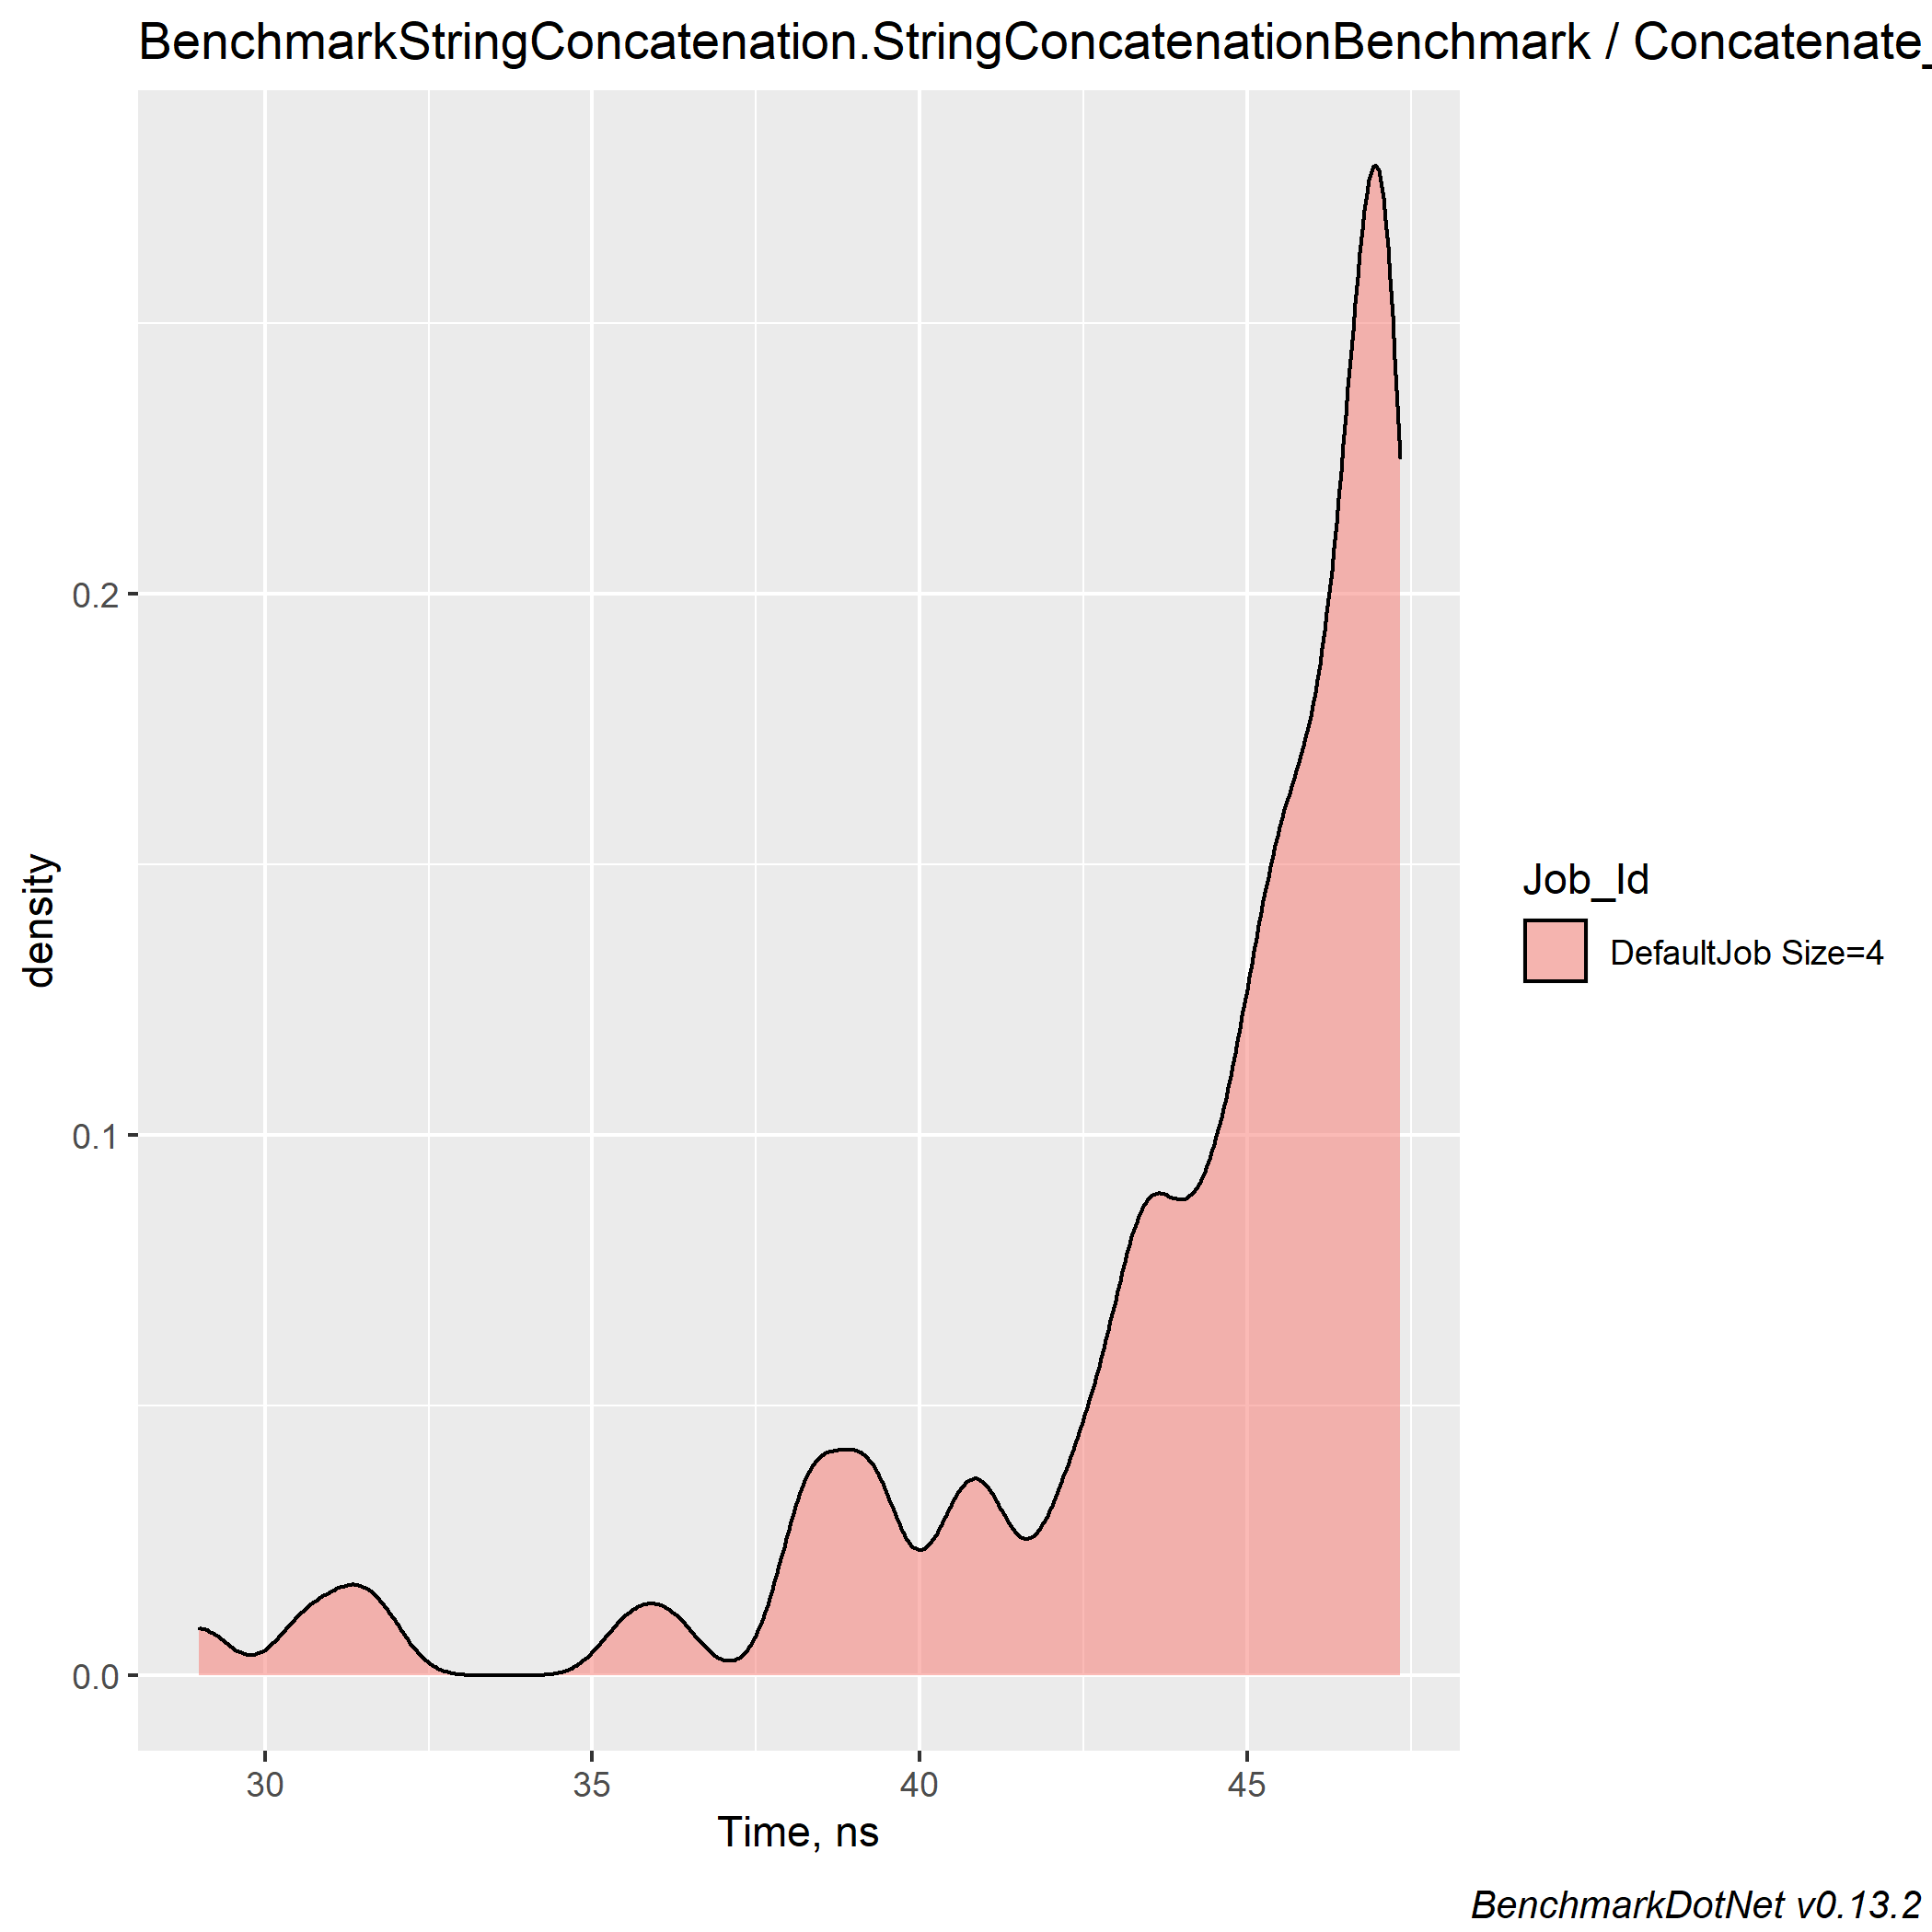 BenchmarkStringConcatenation.StringConcatenationBenchmark / Concatenate_
density
0.2
0.1
0.0
30 35 40 45
Time, ns
Job_Id
DefaultJob Size=4
BenchmarkDotNet v0.13.2